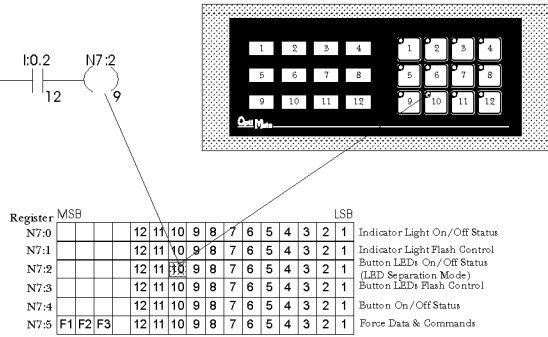 I:0.2 N7:2
12 9
1 2 3 4
5 6 7 8
9 10 11 12
1 2 3 4
5 6 7 8
9 10 11 12
Opti Mate
Register MSB LSB
N7:0 12 11 10 9 8 7 6 5 4 3 2 1 Indicator Light On/Off Status
N7:1 12 11 10 9 8 7 6 5 4 3 2 1 Indicator Light Flash Control
N7:2 12 11 10 9 8 7 6 5 4 3 2 1 Button LEDs On/Off Status
(LED Separation Mode)
N7:3 12 11 10 9 8 7 6 5 4 3 2 1 Button LEDs Flash Control
N7:4 12 11 10 9 8 7 6 5 4 3 2 1 Button On/Off Status
N7:5 F1 F2 F3 12 11 10 9 8 7 6 5 4 3 2 1 Force Data & Commands